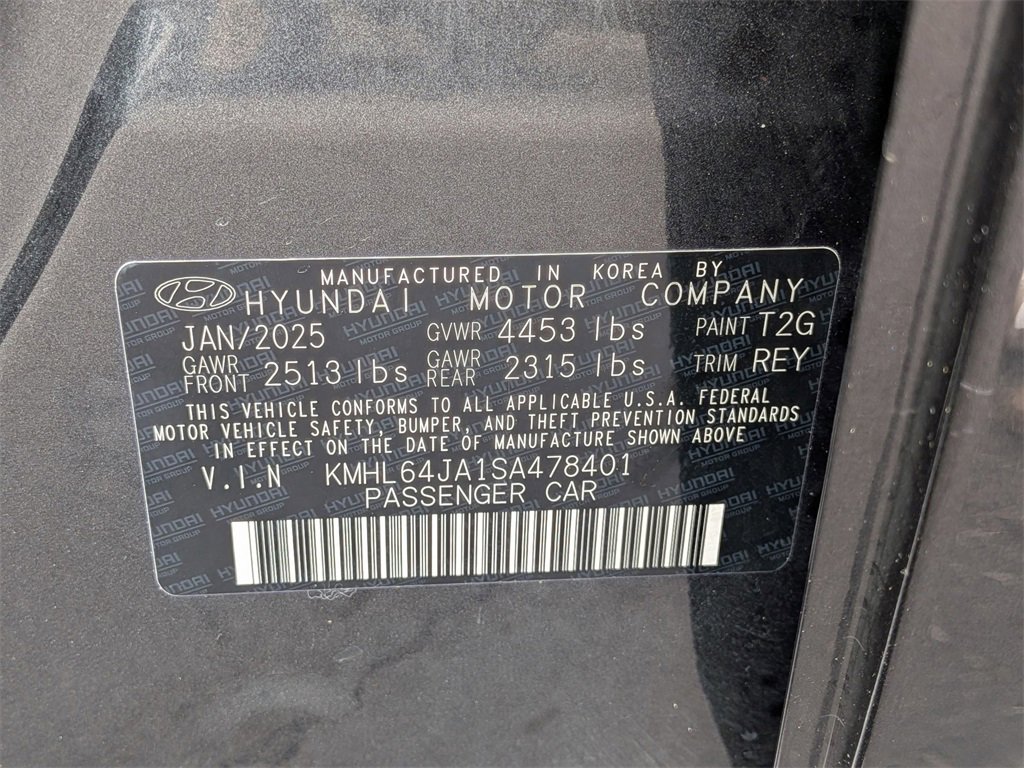 MANUFACTURED IN KOREA BY
HYUNDAI MOTOR COMPANY
JAN/2025 GVWR 4453 lbs PAINT T2G
GAWR FRONT 2513 lbs GAWR REAR 2315 lbs TRIM REY
THIS VEHICLE CONFORMS TO ALL APPLICABLE U.S.A. FEDERAL
MOTOR VEHICLE SAFETY, BUMPER, AND THEFT PREVENTION STANDARDS
IN EFFECT ON THE DATE OF MANUFACTURE SHOWN ABOVE
V.I.N KMHL64JA1SA478401
PASSENGER CAR